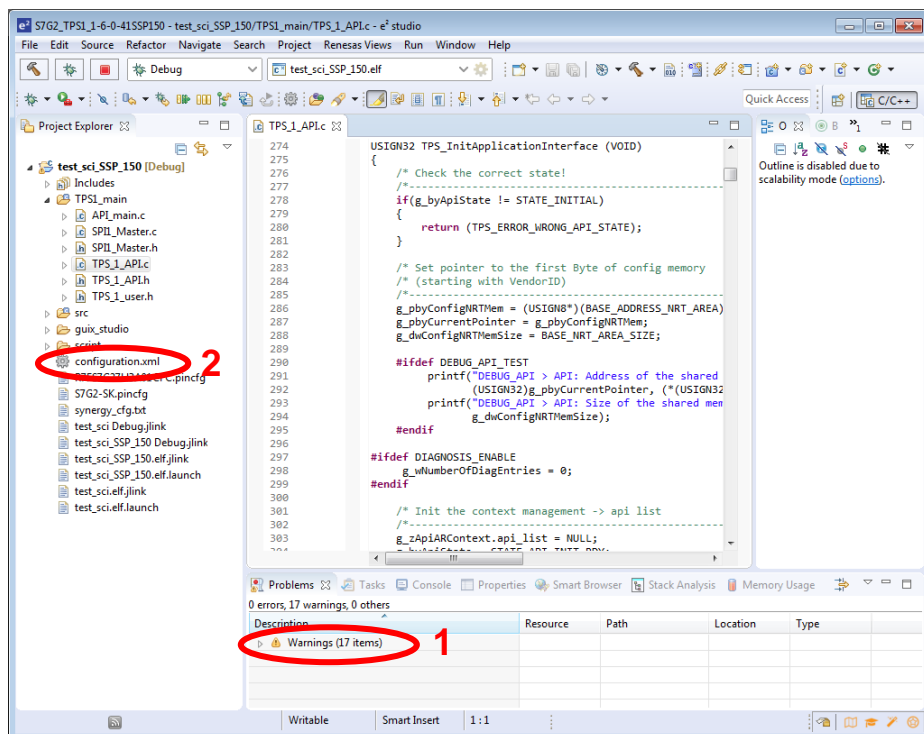 S7G2_TPS1_1-6-0-41SSP150 - test_sci_SSP_150/TPS1_main/TPS_1_API.c - e² studio
File Edit Source Refactor Navigate Search Project Renesas Views Run Window Help
Debug
test_sci_SSP_150.elf
Quick Access
C/C++
Project Explorer
test_sci_SSP_150 [Debug]
Includes
TPS1_main
API_main.c
SPI1_Master.c
SPI1_Master.h
TPS_1_API.c
TPS_1_API.h
TPS_1_user.h
src
guix_studio
script
configuration.xml
2
S7G2-SK.pincfg
synergy_cfg.txt
test_sci Debug.jlink
test_sci_SSP_150 Debug.jlink
test_sci_SSP_150.elf.jlink
test_sci_SSP_150.elf.launch
test_sci.elf.jlink
test_sci.elf.launch
TPS_1_API.c
274 USIGN32 TPS_InitApplicationInterface (VOID)
275 {
276 /* Check the correct state!
277 /*----------------------------------------
278 if(g_byApiState != STATE_INITIAL)
279 {
280 return (TPS_ERROR_WRONG_API_STATE);
281 }
282
283 /* Set pointer to the first Byte of config memory
284 /* (starting with VendorID)
285 /*----------------------------------------
286 g_pbyConfigNRTMem = (USIGN8*)(BASE_ADDRESS_NRT_AREA)
287 g_pbyCurrentPointer = g_pbyConfigNRTMem;
288 g_dwConfigNRTMemSize = BASE_NRT_AREA_SIZE;
289
290 #ifdef DEBUG_API_TEST
291 printf("DEBUG_API > API: Address of the shared
292 (USIGN32)g_pbyCurrentPointer, (*(USIGN32
293 printf("DEBUG_API > API: Size of the shared mem
294 g_dwConfigNRTMemSize);
295 #endif
296
297 #ifdef DIAGNOSIS_ENABLE
298 g_wNumberOfDiagEntries = 0;
299 #endif
300
301 /* Init the context management -> api list
302 /*----------------------------------------
303 g_zApiARContext.api_list = NULL;
O
B
»1
Outline is disabled due to
scalability mode (options).
Problems Tasks Console Properties Smart Browser Stack Analysis Memory Usage
0 errors, 17 warnings, 0 others
Description Resource Path Location Type
Warnings (17 items)
1
Writable Smart Insert 1 : 1